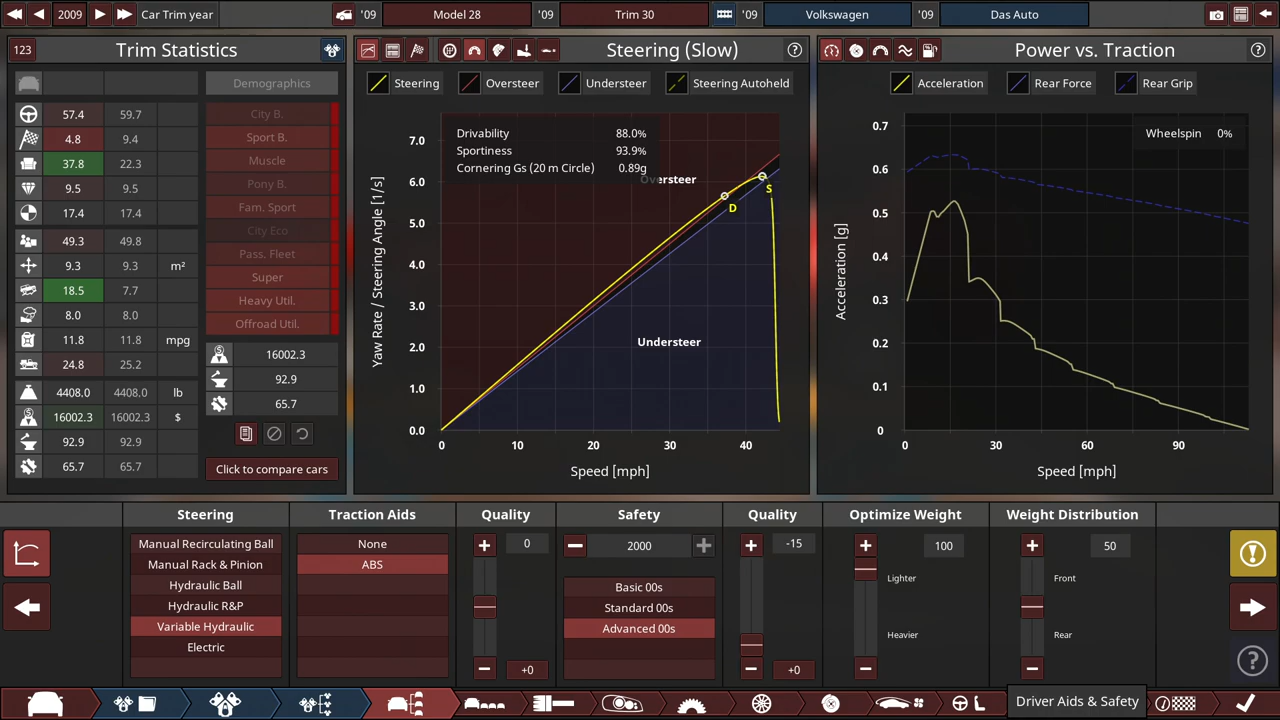 2009 Car Trim year '09 Model 28 '09 Trim 30 '09 Volkswagen '09 Das Auto
123 Trim Statistics
Demographics
57.4 59.7 City B.
4.8 9.4 Sport B.
37.8 22.3 Muscle
9.5 9.5 Pony B.
17.4 17.4 Fam. Sport
49.3 49.8 City Eco
9.3 9.3 m² Pass. Fleet
18.5 7.7 Super
8.0 8.0 Heavy Util.
11.8 11.8 mpg Offroad Util.
24.8 25.2 16002.3
4408.0 4408.0 lb 92.9
16002.3 16002.3 $ 65.7
92.9 92.9
65.7 65.7 Click to compare cars
Steering (Slow) ?
Steering Oversteer Understeer Steering Autoheld
Drivability 88.0%
Sportiness 93.9%
Cornering Gs (20 m Circle) 0.89g
Oversteer
S
D
Understeer
Yaw Rate / Steering Angle [1/s]
7.0
6.0
5.0
4.0
3.0
2.0
1.0
0.0
0 10 20 30 40
Speed [mph]
Power vs. Traction ?
Acceleration Rear Force Rear Grip
Wheelspin 0%
Acceleration [g]
0.7
0.6
0.5
0.4
0.3
0.2
0.1
0
0 30 60 90
Speed [mph]
Steering
Manual Recirculating Ball
Manual Rack & Pinion
Hydraulic Ball
Hydraulic R&P
Variable Hydraulic
Electric
Traction Aids
None
ABS
Quality
+ 0
− +0
Safety
− 2000 +
Basic 00s
Standard 00s
Advanced 00s
Quality
+ -15
− +0
Optimize Weight
+ 100
Lighter
Heavier
−
Weight Distribution
+ 50
Front
Rear
−
?
Driver Aids & Safety